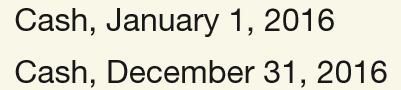 Cash, January 1, 2016
Cash, December 31, 2016